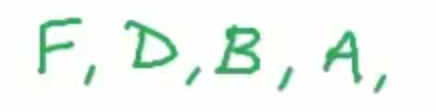 F, D, B, A,